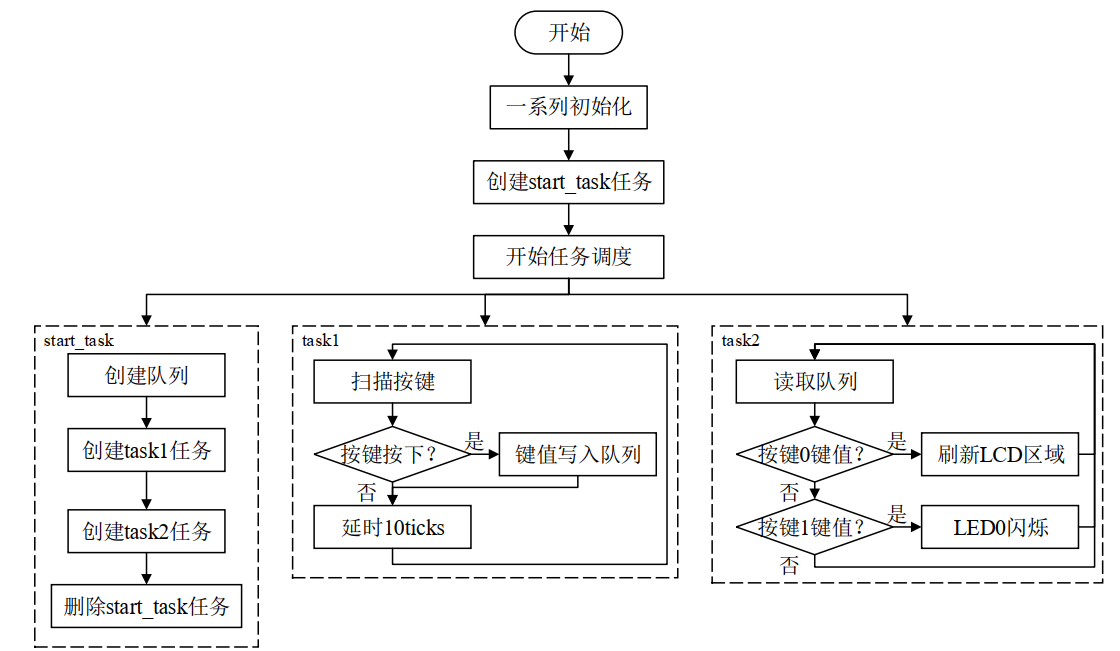 开始
一系列初始化
创建start_task任务
开始任务调度
start_task
创建队列
创建task1任务
创建task2任务
删除start_task任务
task1
扫描按键
按键按下？
是
键值写入队列
否
延时10ticks
task2
读取队列
按键0键值？
是
刷新LCD区域
否
按键1键值？
是
LED0闪烁
否